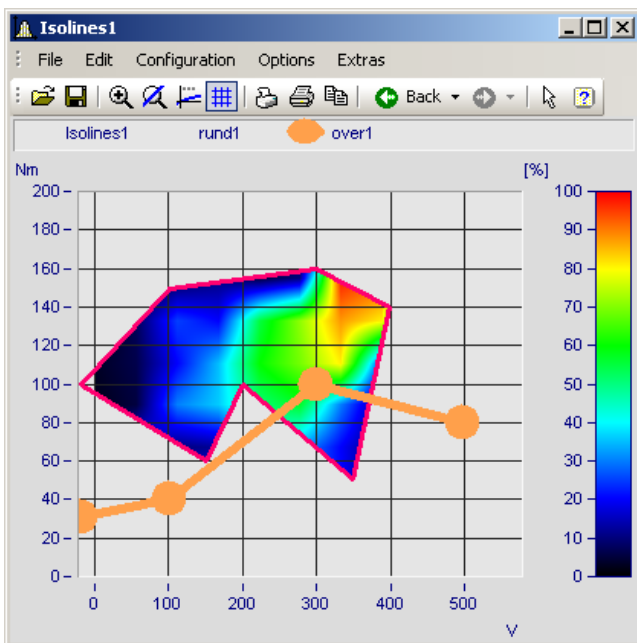 Isolines1
File Edit Configuration Options Extras
Back
Isolines1 rund1 over1
Nm [%]
200 100
180 90
160 80
140 70
120 60
100 50
80 40
60 30
40 20
20 10
0 0
0 100 200 300 400 500
V